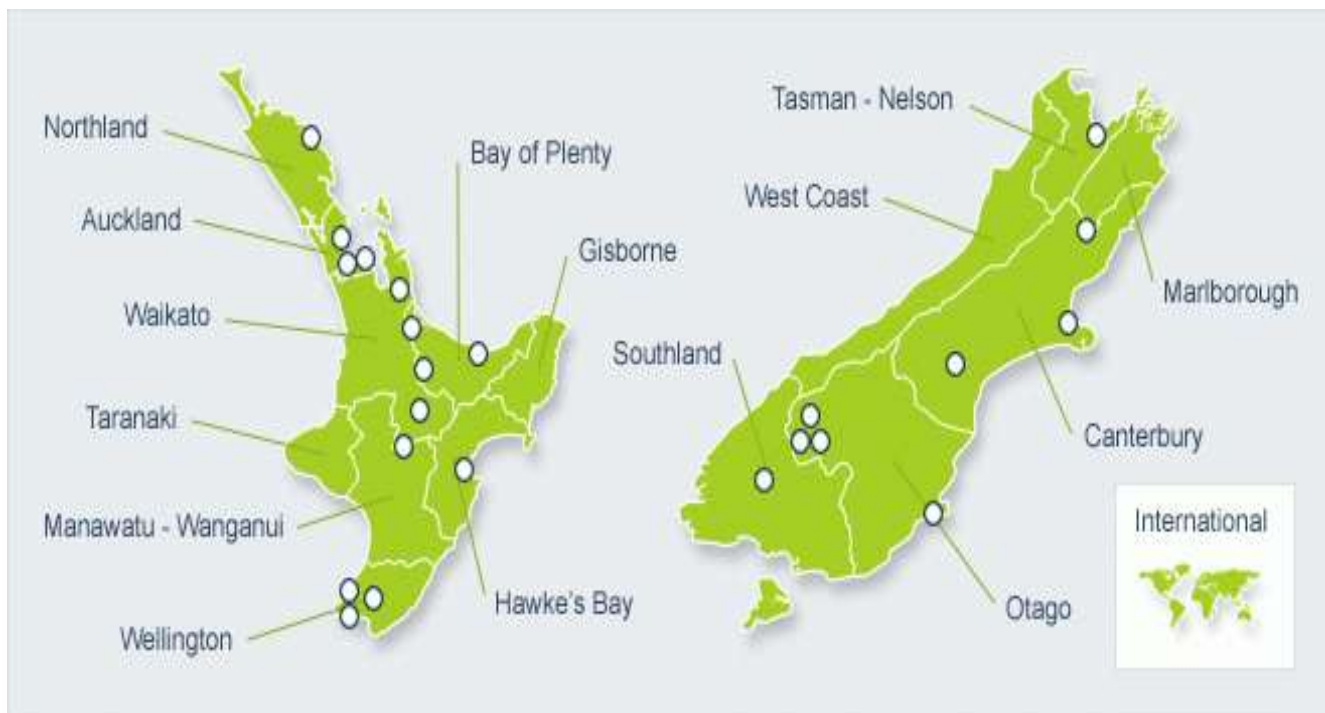 Northland
Auckland
Waikato
Taranaki
Manawatu - Wanganui
Wellington
Bay of Plenty
Gisborne
Hawke's Bay
Tasman - Nelson
West Coast
Southland
Marlborough
Canterbury
Otago
International